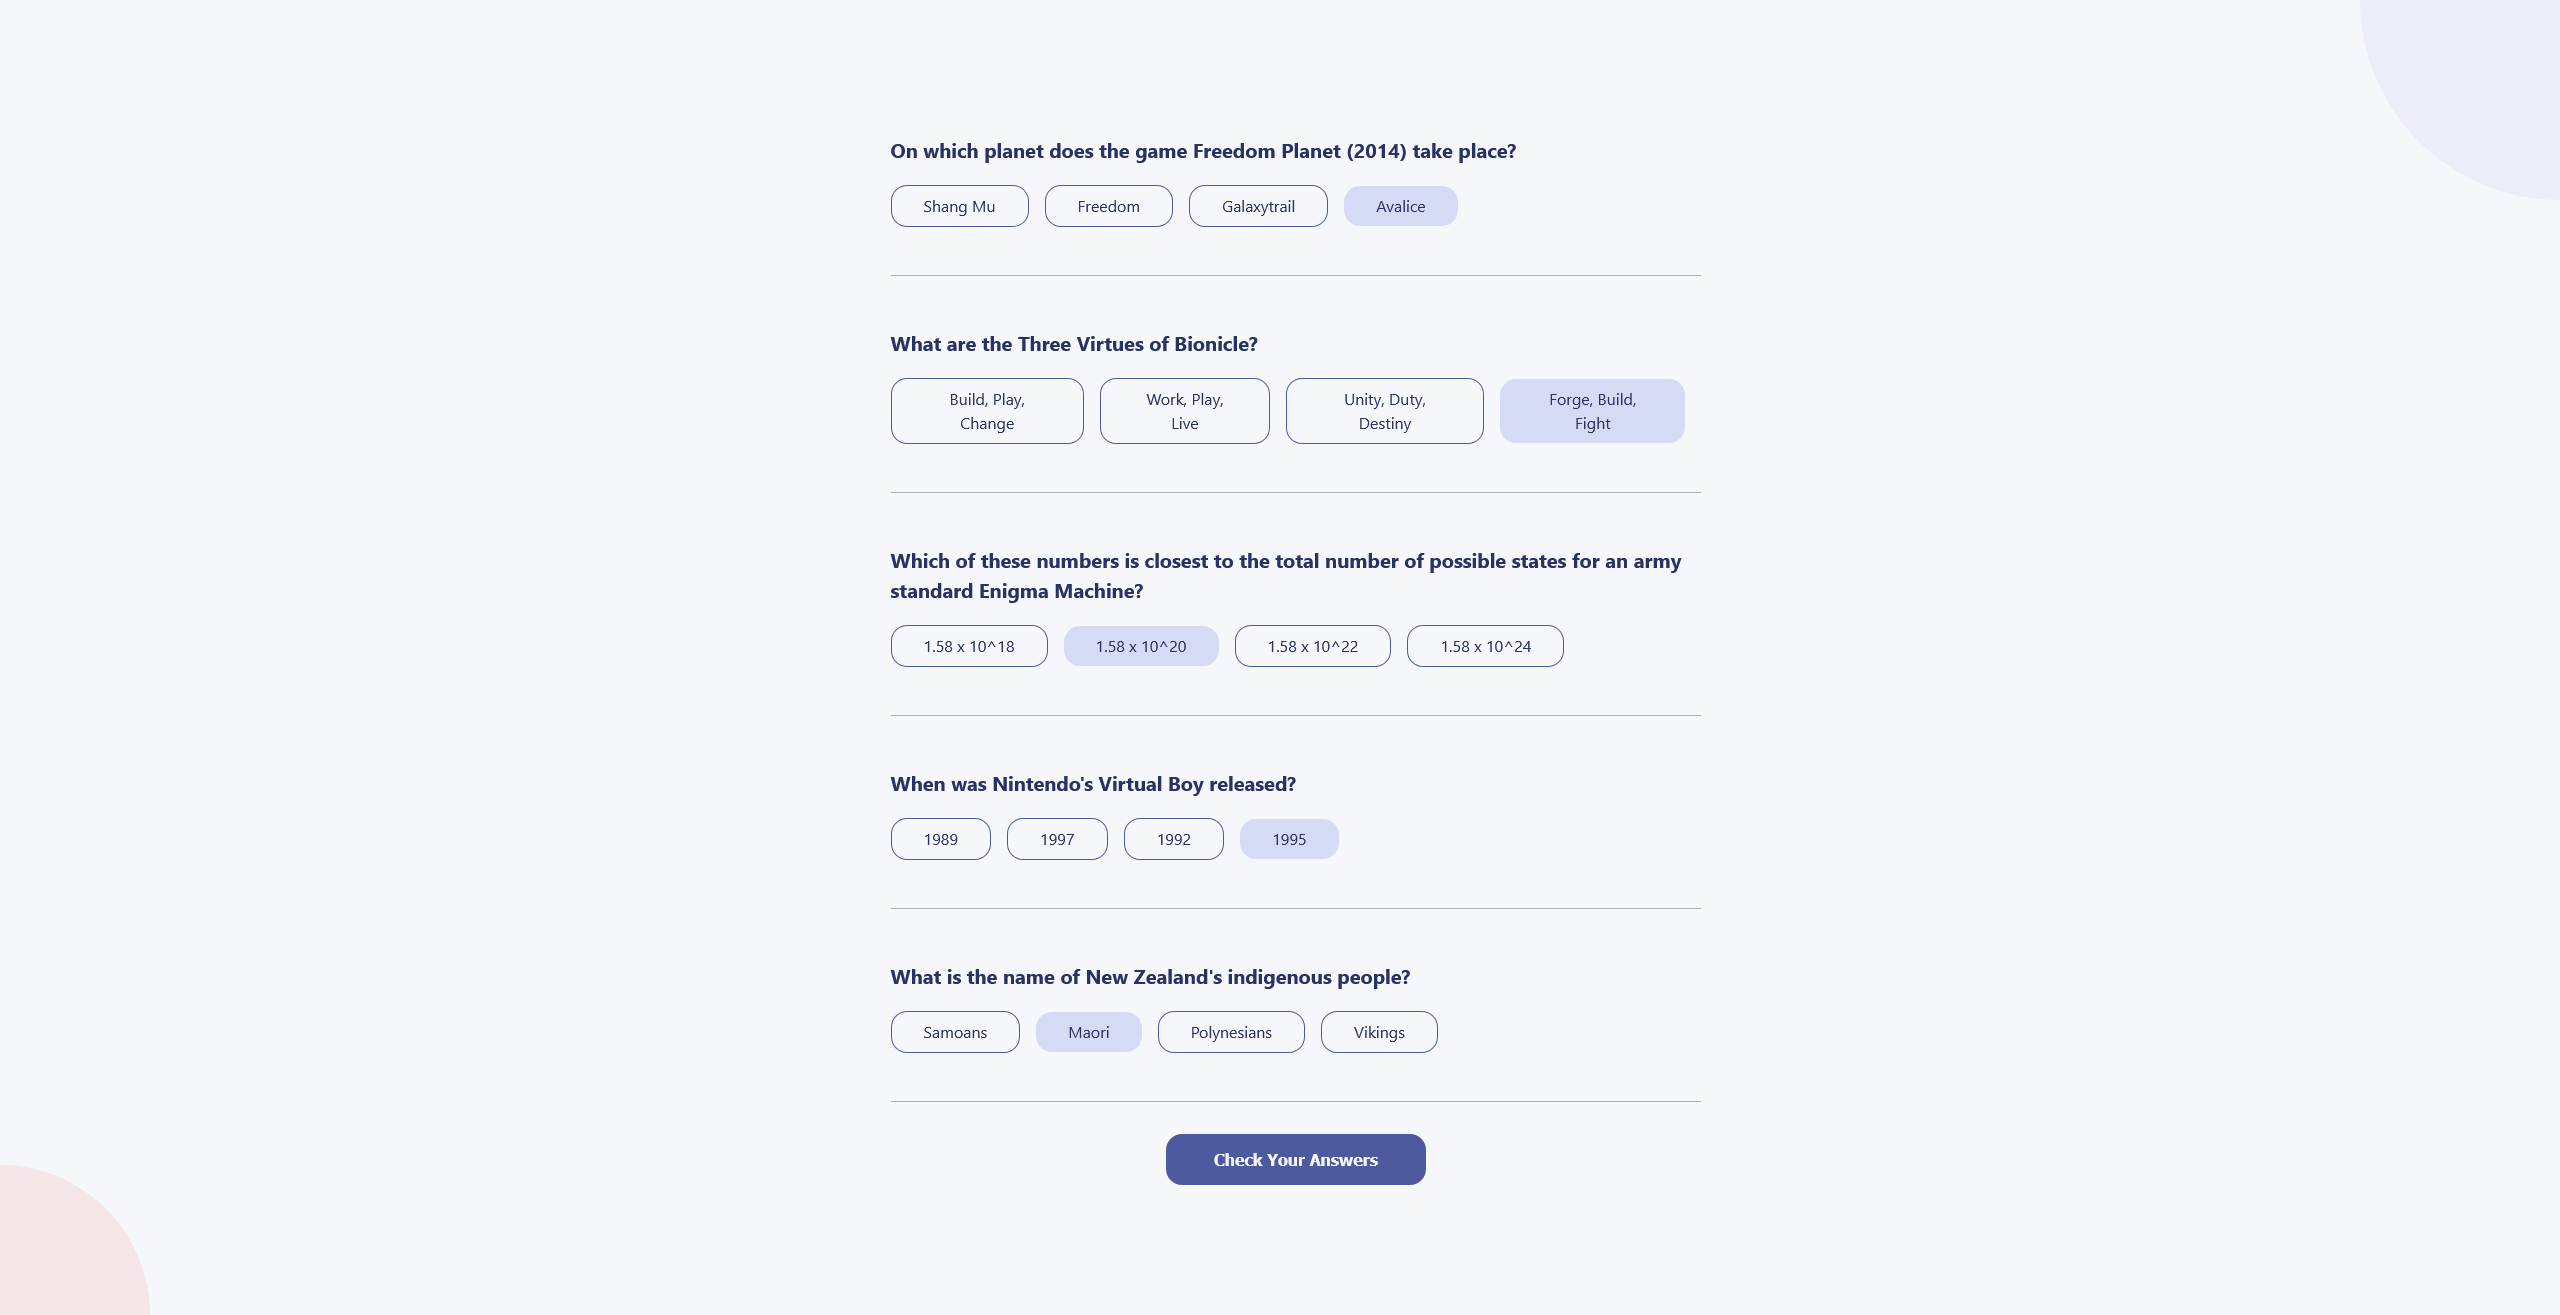 On which planet does the game Freedom Planet (2014) take place?
Shang Mu Freedom Galaxytrail Avalice
What are the Three Virtues of Bionicle?
Build, Play, Change
Work, Play, Live
Unity, Duty, Destiny
Forge, Build, Fight
Which of these numbers is closest to the total number of possible states for an army
standard Enigma Machine?
1.58 x 10^18 1.58 x 10^20 1.58 x 10^22 1.58 x 10^24
When was Nintendo's Virtual Boy released?
1989 1997 1992 1995
What is the name of New Zealand's indigenous people?
Samoans Maori Polynesians Vikings
Check Your Answers